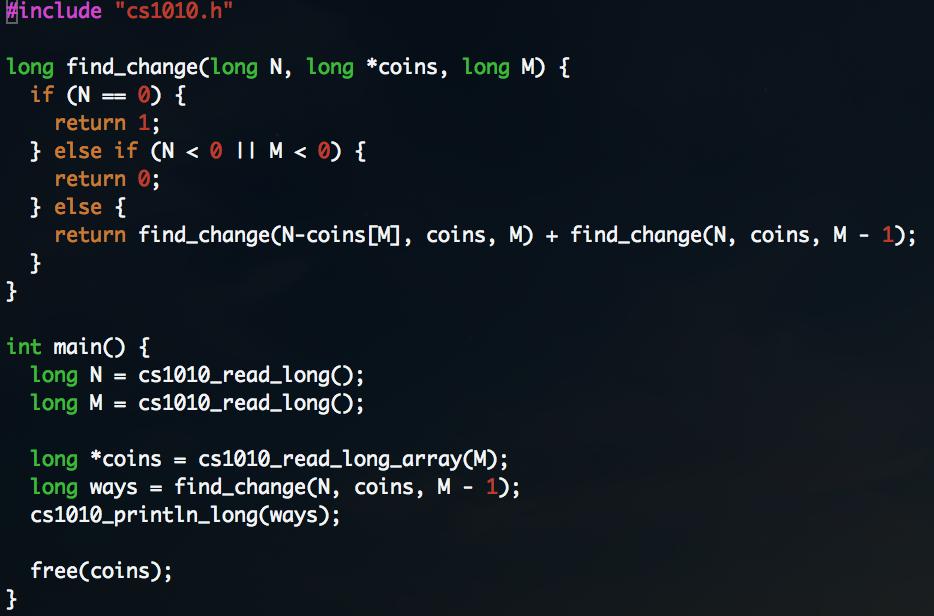 #include "cs1010.h"

long find_change(long N, long *coins, long M) {
  if (N == 0) {
    return 1;
  } else if (N < 0 || M < 0) {
    return 0;
  } else {
    return find_change(N-coins[M], coins, M) + find_change(N, coins, M - 1);
  }
}

int main() {
  long N = cs1010_read_long();
  long M = cs1010_read_long();

  long *coins = cs1010_read_long_array(M);
  long ways = find_change(N, coins, M - 1);
  cs1010_println_long(ways);

  free(coins);
}